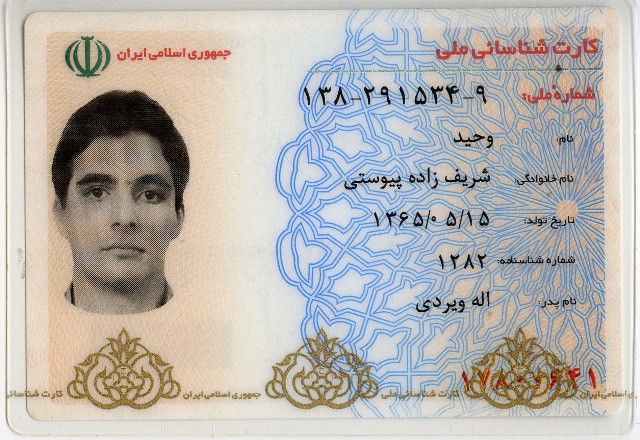 کارت شناسائی ملی
جمهوری اسلامی ایران
شماره ملی: ۱۳۸-۲۹۱۵۳۴-۹
نام: وحید
نام خانوادگی: شریف زاده پیوستی
تاریخ تولد: ۱۳۶۵/۰۵/۱۵
شماره شناسنامه: ۱۲۸۲
نام پدر: اله ویردی
کارت شناسائی جمهوری اسلامی ایران کارت شناسائی ملی جمهوری اسلامی ایران